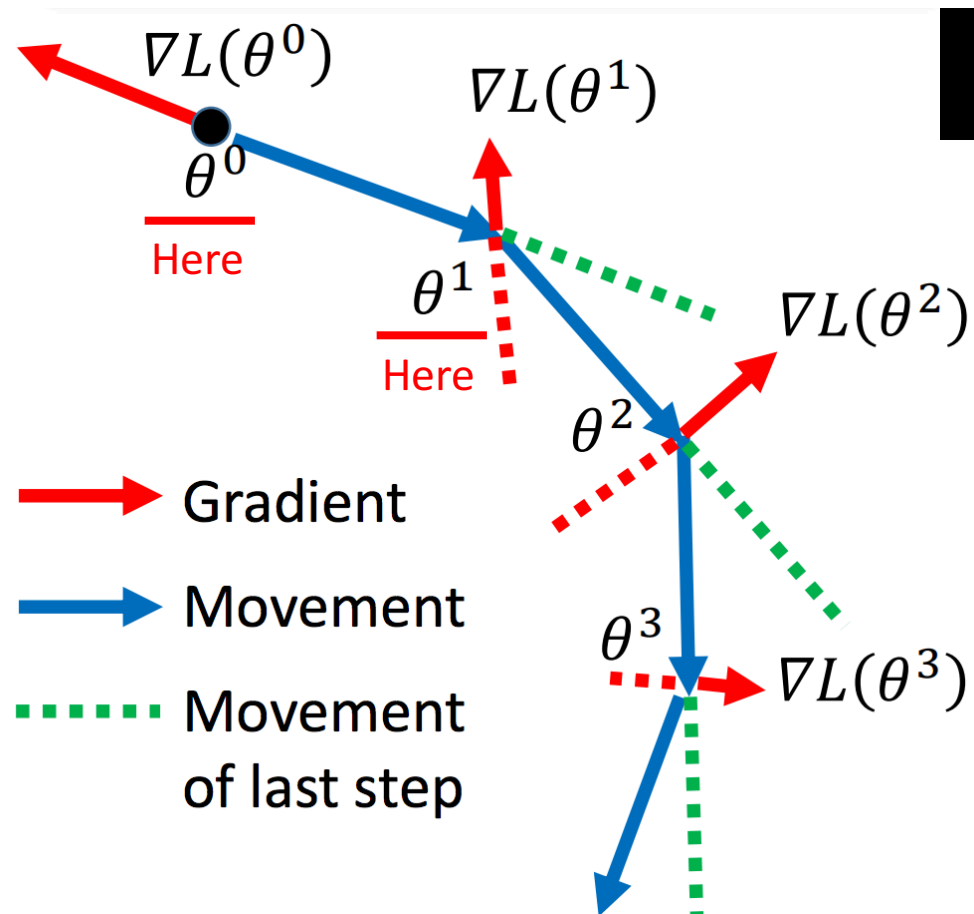 ∇L(θ⁰)
∇L(θ¹)
θ⁰
Here
θ¹
Here
∇L(θ²)
θ²
Gradient
Movement
θ³
∇L(θ³)
Movement
of last step